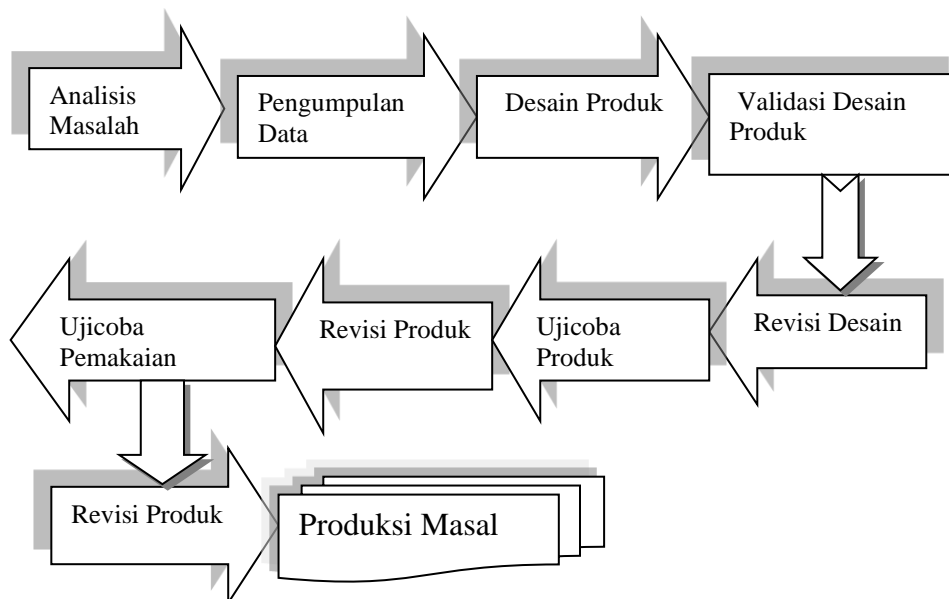 Analisis
Masalah
Pengumpulan
Data
Desain Produk
Validasi Desain
Produk
Revisi Desain
Ujicoba
Produk
Revisi Produk
Ujicoba
Pemakaian
Revisi Produk
Produksi Masal